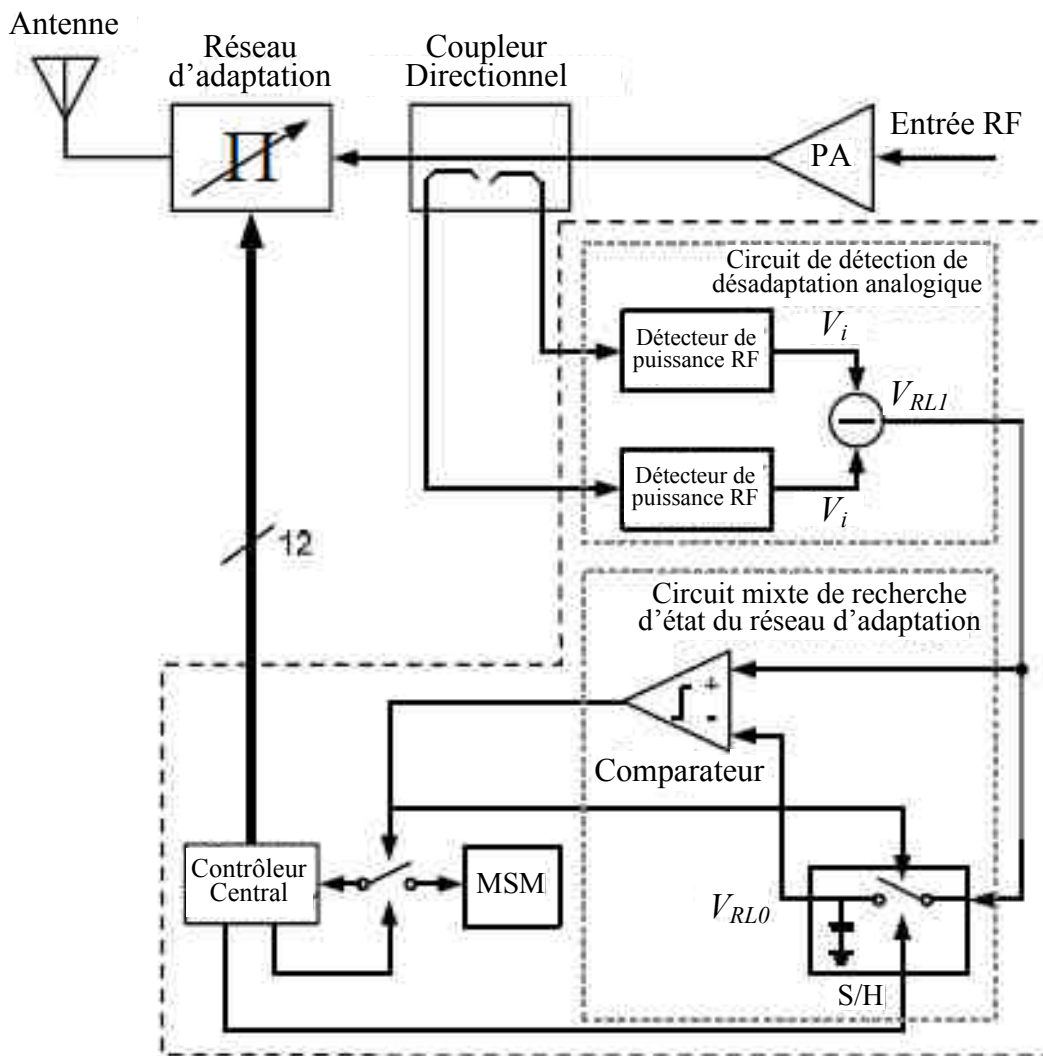 Antenne
Réseau
d'adaptation
Coupleur
Directionnel
Entrée RF
PA
Π
Circuit de détection de
désadaptation analogique
Détecteur de
puissance RF
V_i
V_RL1
Détecteur de
puissance RF
V_i
12
Circuit mixte de recherche
d'état du réseau d'adaptation
+
-
Comparateur
Contrôleur
Central
MSM
V_RL0
S/H